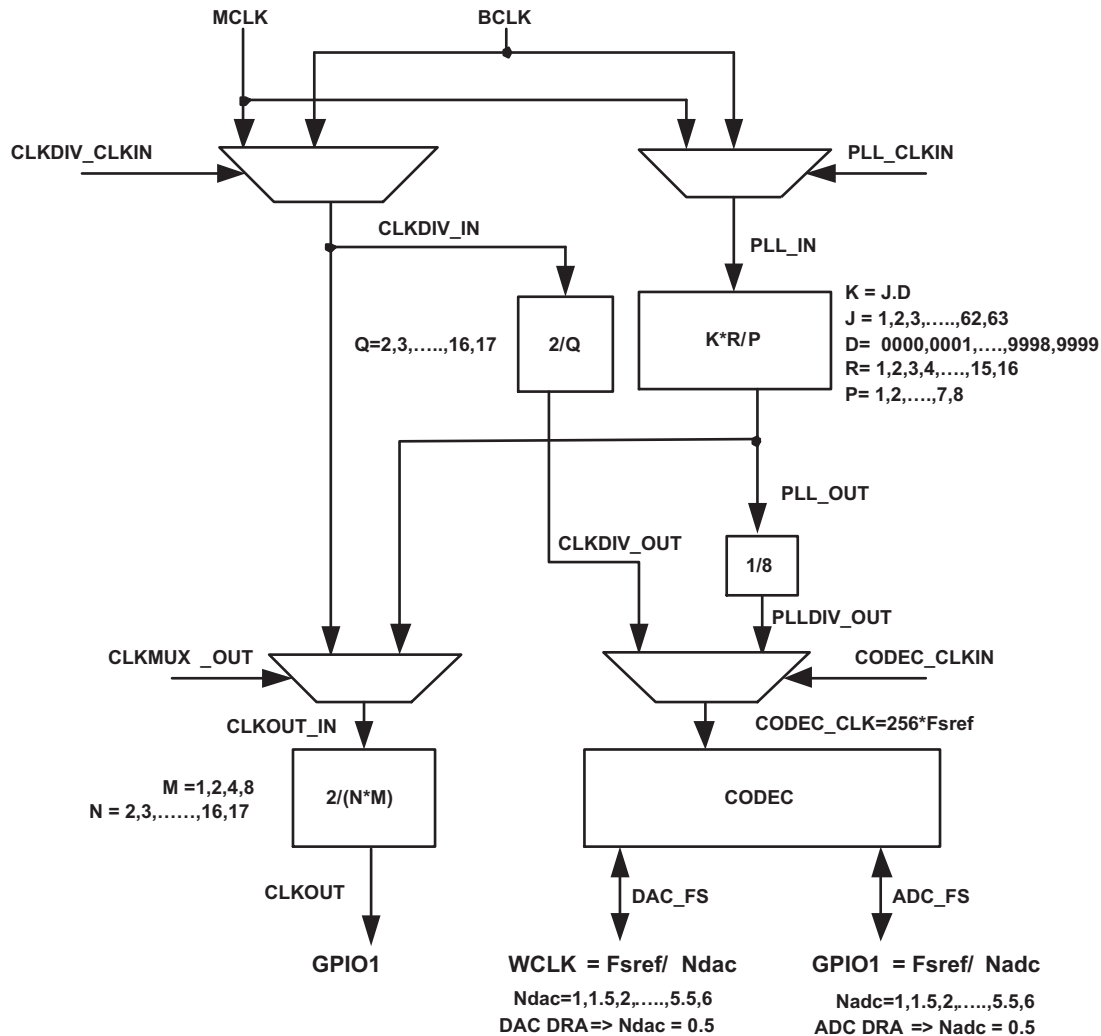 MCLK
BCLK
CLKDIV_CLKIN
PLL_CLKIN
CLKDIV_IN
PLL_IN
K = J.D
J = 1,2,3,.....,62,63
D= 0000,0001,....,9998,9999
R= 1,2,3,4,....,15,16
P= 1,2,....,7,8
Q=2,3,.....,16,17
2/Q
K*R/P
PLL_OUT
CLKDIV_OUT
1/8
PLLDIV_OUT
CLKMUX _OUT
CODEC_CLKIN
CLKOUT_IN
CODEC_CLK=256*Fsref
M =1,2,4,8
N = 2,3,......,16,17
2/(N*M)
CODEC
CLKOUT
DAC_FS
ADC_FS
GPIO1
WCLK = Fsref/ Ndac
GPIO1 = Fsref/ Nadc
Ndac=1,1.5,2,.....,5.5,6
Nadc=1,1.5,2,.....,5.5,6
DAC DRA => Ndac = 0.5
ADC DRA => Nadc = 0.5